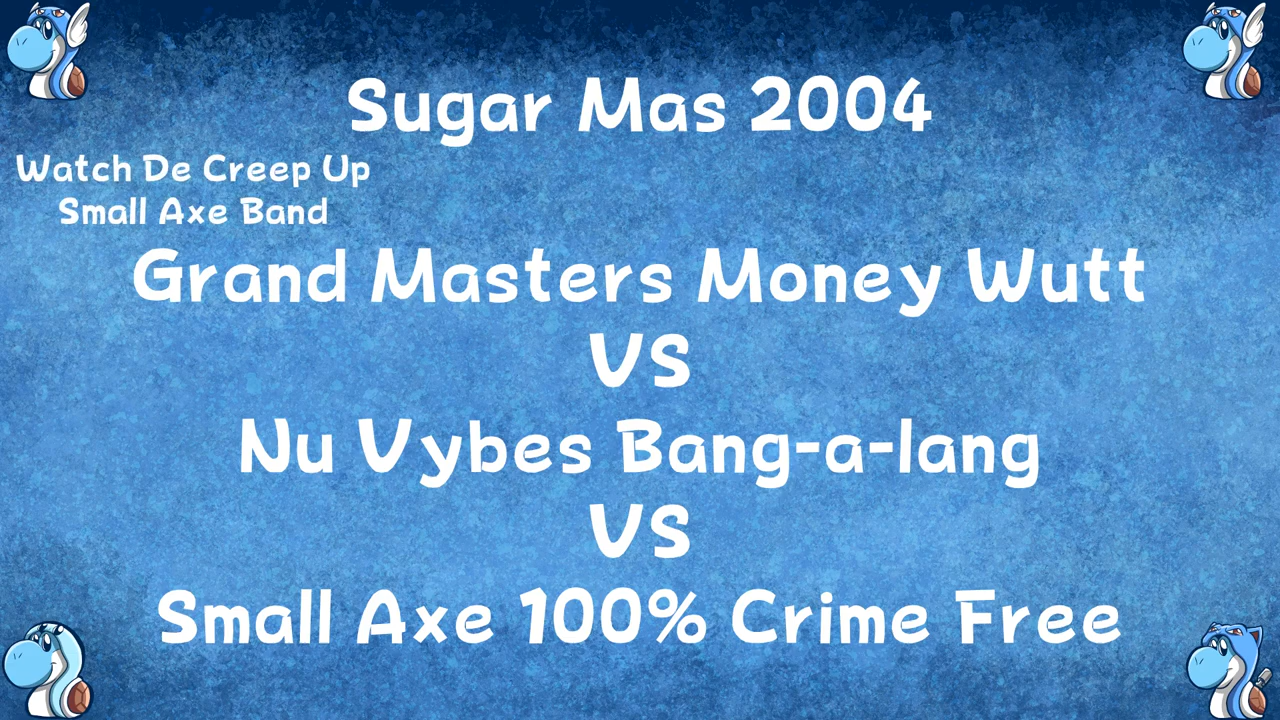 Sugar Mas 2004
Watch De Creep Up
Small Axe Band
Grand Masters Money Wutt
VS
Nu Vybes Bang-a-lang
VS
Small Axe 100% Crime Free